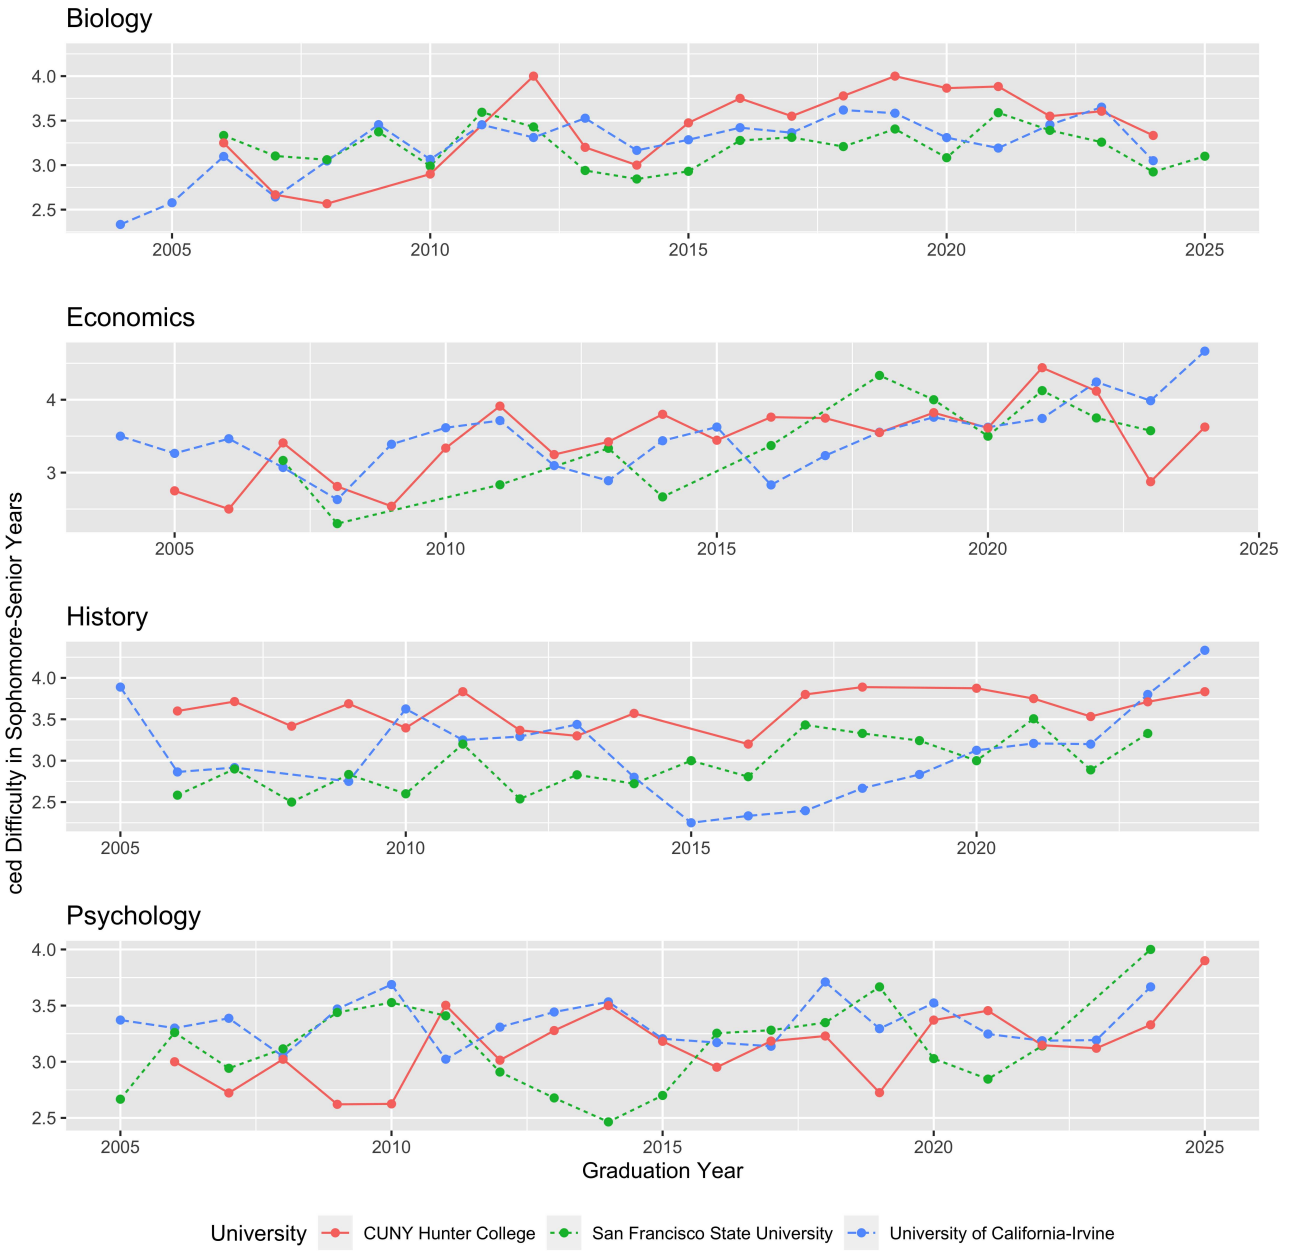 Biology
4.0
3.5
3.0
2.5
2005 2010 2015 2020 2025
Economics
4
3
2005 2010 2015 2020 2025
ced Difficulty in Sophomore-Senior Years
History
4.0
3.5
3.0
2.5
2005 2010 2015 2020
Psychology
4.0
3.5
3.0
2.5
2005 2010 2015 2020 2025
Graduation Year
University CUNY Hunter College San Francisco State University University of California-Irvine